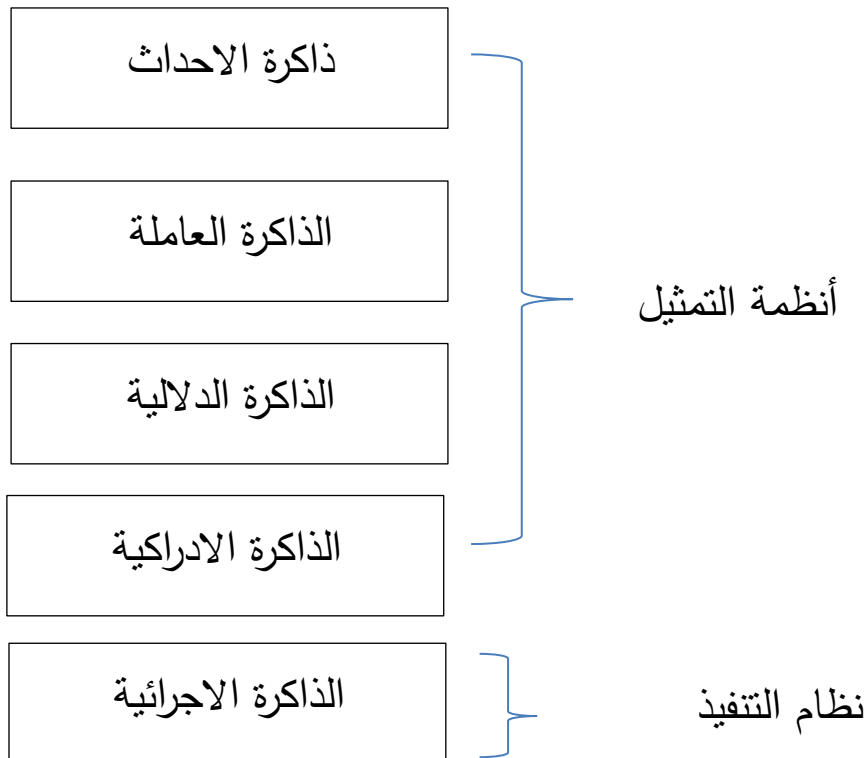 ذاكرة الاحداث
الذاكرة العاملة
أنظمة التمثيل
الذاكرة الدلالية
الذاكرة الادراكية
الذاكرة الاجرائية
نظام التنفيذ